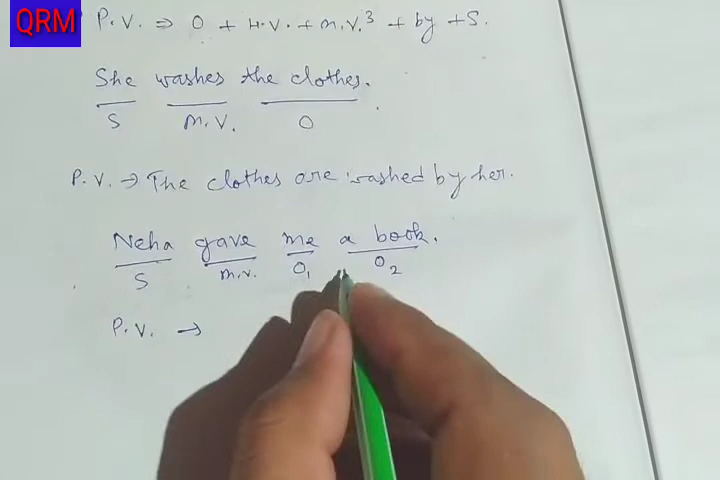 QRM
P.V. ⇒ O + H.V. + M.V.³ + by + S.
She washes the clothes.
S M.V. O
P.V. → The clothes are washed by her.
Neha gave me a book.
S M.V. O₁ O₂
P.V. →